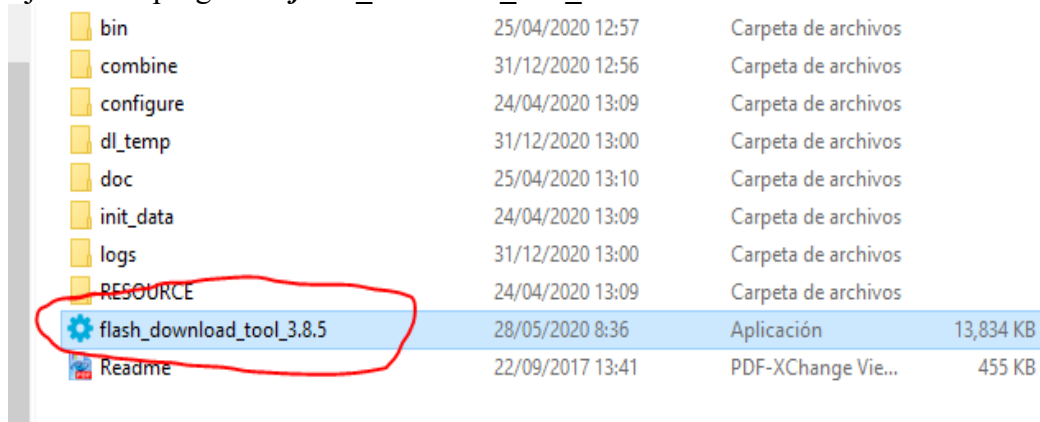 bin 25/04/2020 12:57 Carpeta de archivos
combine 31/12/2020 12:56 Carpeta de archivos
configure 24/04/2020 13:09 Carpeta de archivos
dl_temp 31/12/2020 13:00 Carpeta de archivos
doc 25/04/2020 13:10 Carpeta de archivos
init_data 24/04/2020 13:09 Carpeta de archivos
logs 31/12/2020 13:00 Carpeta de archivos
RESOURCE 24/04/2020 13:09 Carpeta de archivos
flash_download_tool_3.8.5 28/05/2020 8:36 Aplicación 13,834 KB
Readme 22/09/2017 13:41 PDF-XChange Vie... 455 KB